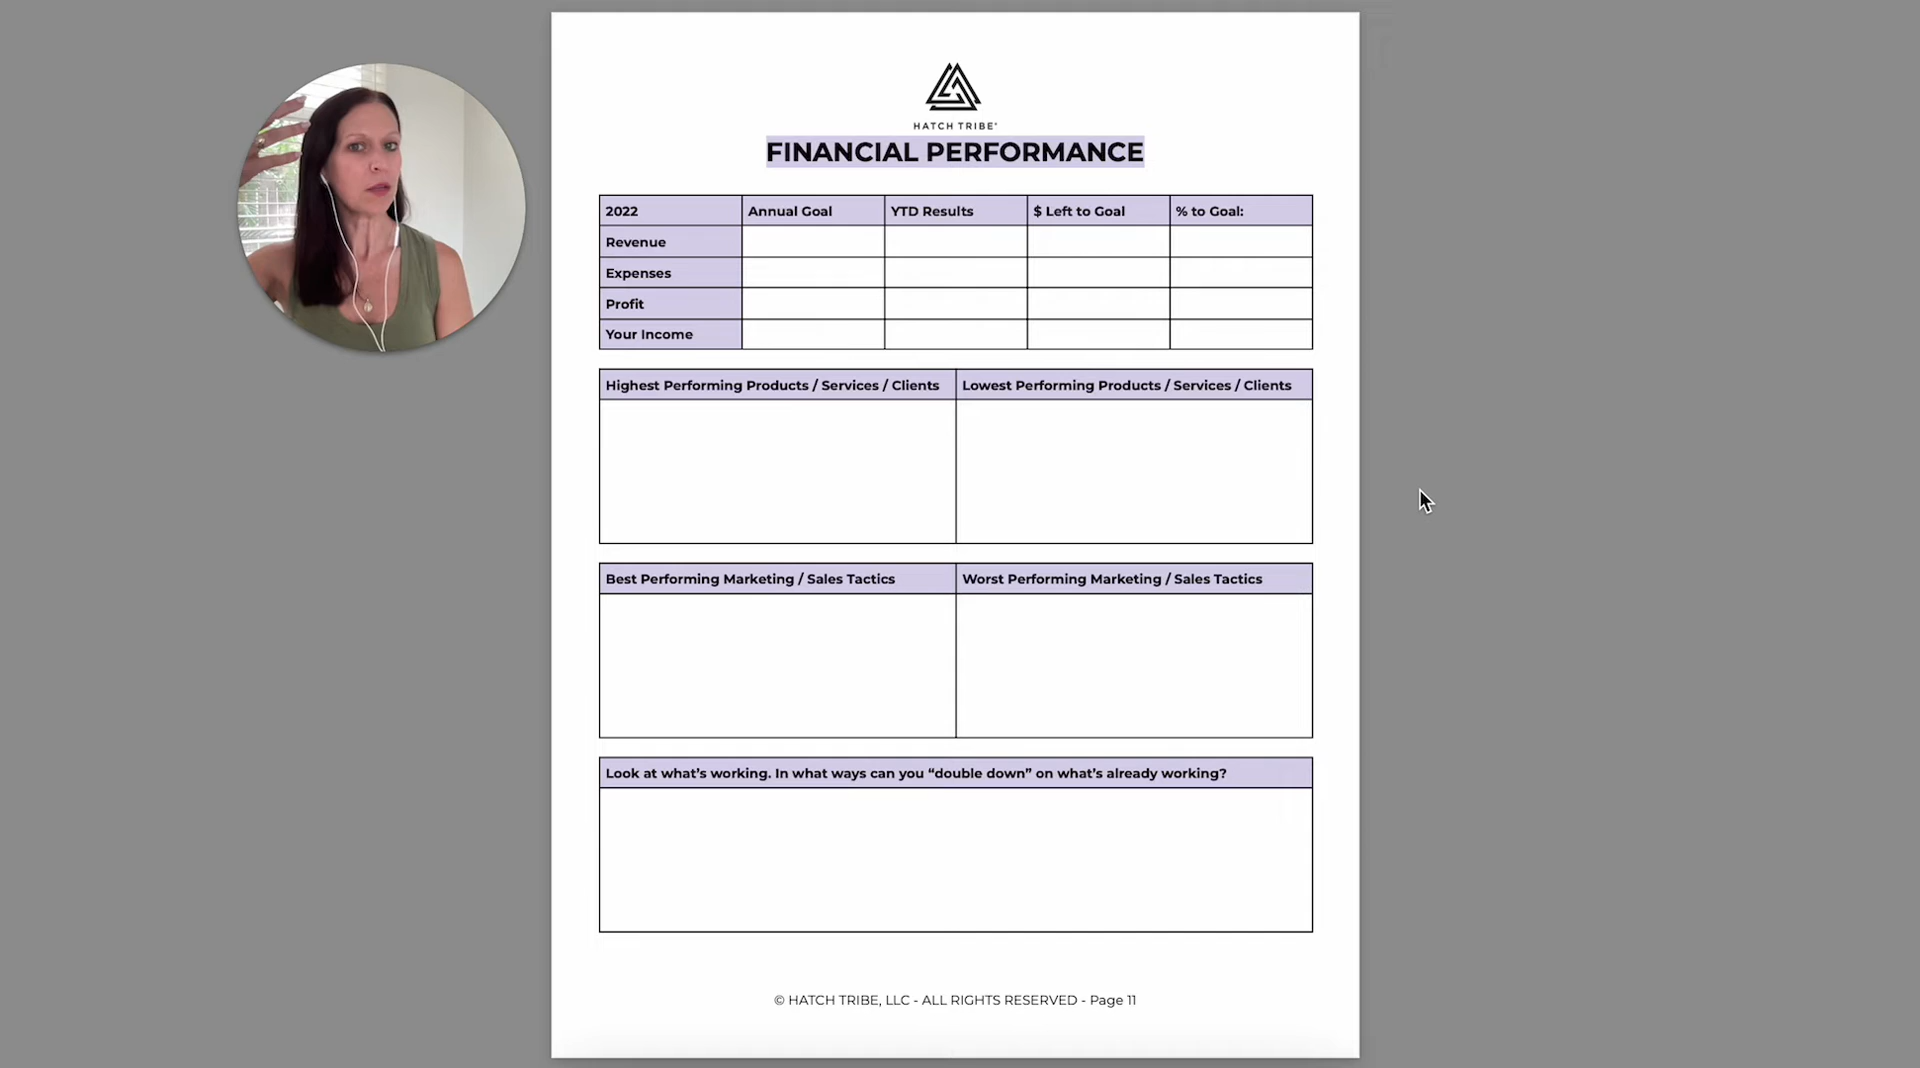 HATCH TRIBE®
FINANCIAL PERFORMANCE
2022 Annual Goal YTD Results $ Left to Goal % to Goal:
Revenue
Expenses
Profit
Your Income
Highest Performing Products / Services / Clients Lowest Performing Products / Services / Clients
Best Performing Marketing / Sales Tactics Worst Performing Marketing / Sales Tactics
Look at what’s working. In what ways can you “double down” on what’s already working?
© HATCH TRIBE, LLC - ALL RIGHTS RESERVED - Page 11